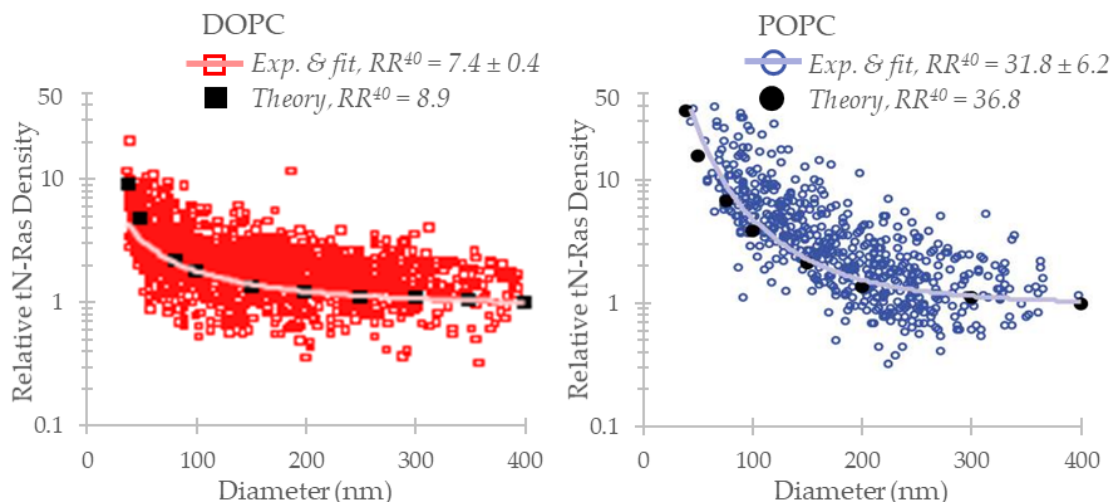 DOPC
Exp. & fit, RR⁴⁰ = 7.4 ± 0.4
Theory, RR⁴⁰ = 8.9
Relative tN-Ras Density
50
10
1
0.1
0 100 200 300 400
Diameter (nm)
POPC
Exp. & fit, RR⁴⁰ = 31.8 ± 6.2
Theory, RR⁴⁰ = 36.8
Relative tN-Ras Density
50
10
1
0.1
0 100 200 300 400
Diameter (nm)